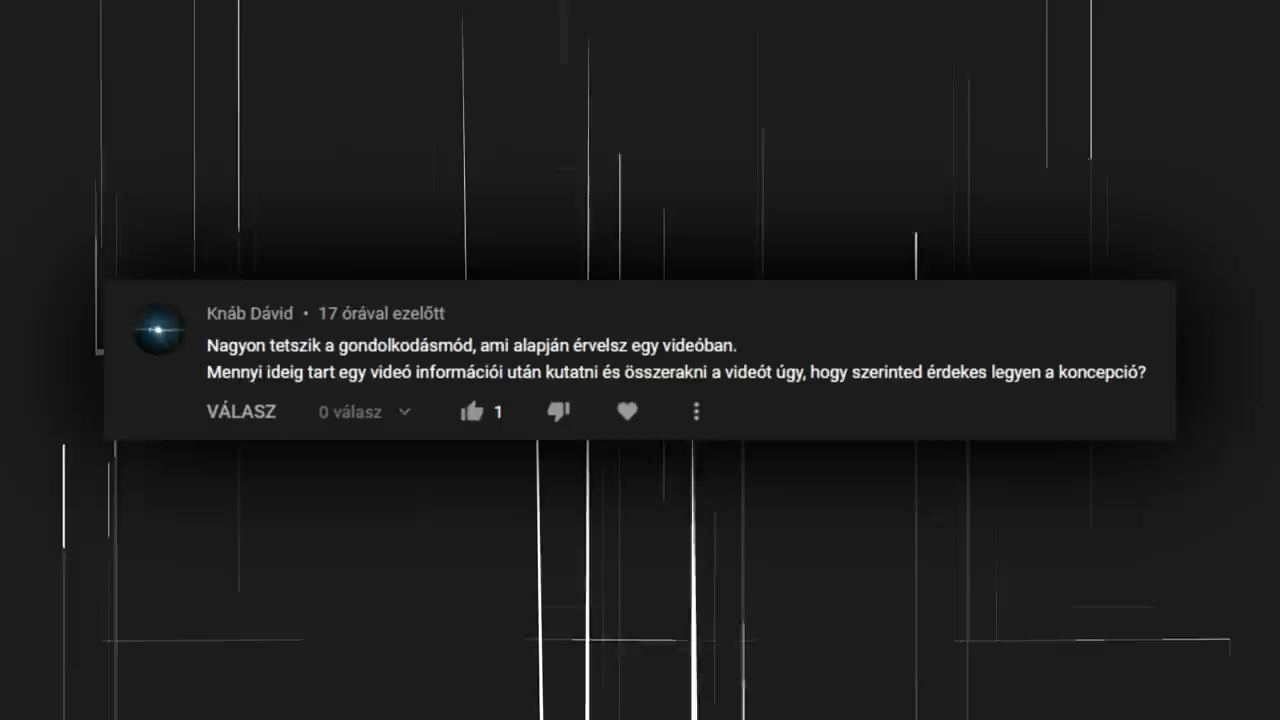 Knáb Dávid • 17 órával ezelőtt
Nagyon tetszik a gondolkodásmód, ami alapján érvelsz egy videóban.
Mennyi ideig tart egy videó információi után kutatni és összerakni a videót úgy, hogy szerinted érdekes legyen a koncepció?
VÁLASZ 0 válasz 1